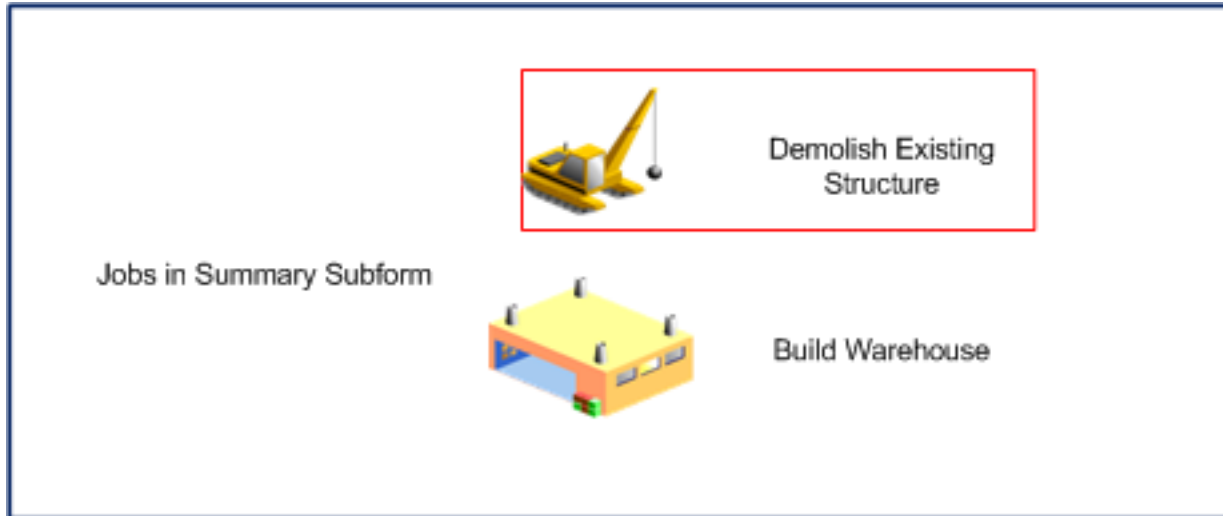 Demolish Existing
Structure
Jobs in Summary Subform
Build Warehouse